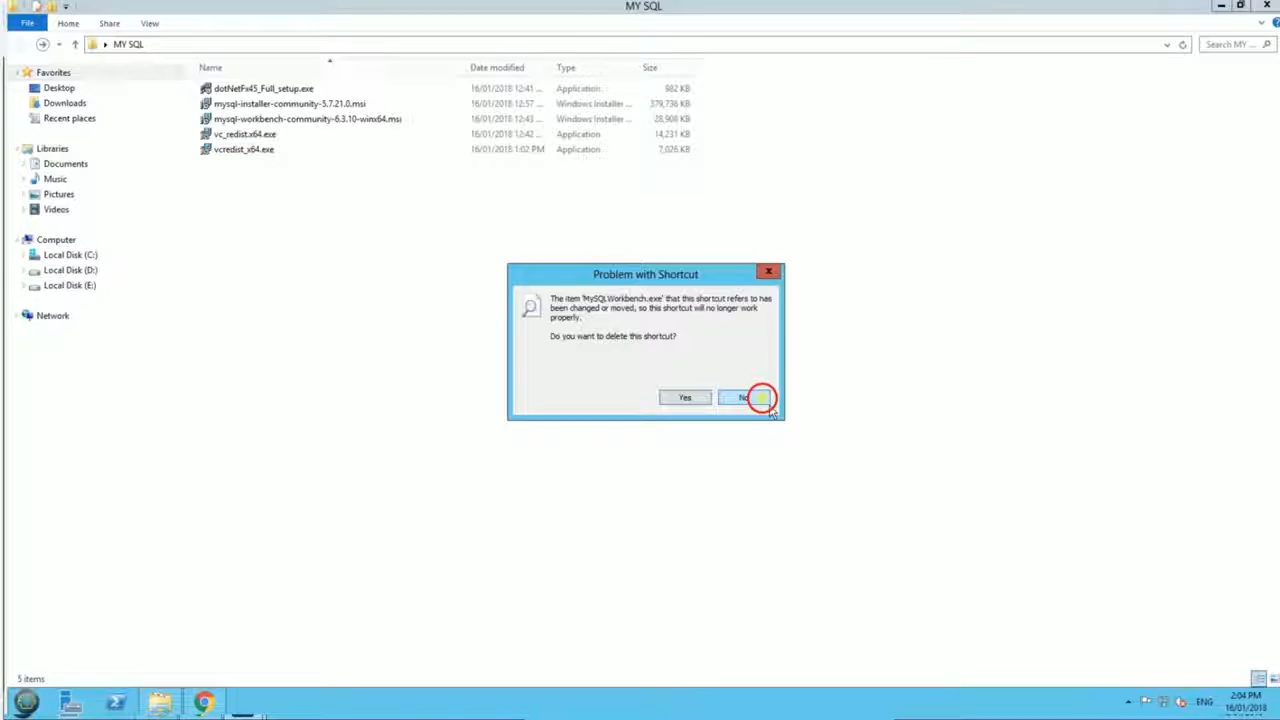 MY SQL
File Home Share View
MY SQL
Search MY ...
Name Date modified Type Size
Favorites
Desktop
Downloads
Recent places
Libraries
Documents
Music
Pictures
Videos
Computer
Local Disk (C:)
Local Disk (D:)
Local Disk (E:)
Network
dotNetFx45_Full_setup.exe 16/01/2018 12:41 ... Application 982 KB
mysql-installer-community-5.7.21.0.msi 16/01/2018 12:57 ... Windows Installer ... 379,736 KB
mysql-workbench-community-6.3.10-winx64.msi 16/01/2018 12:43 ... Windows Installer ... 28,908 KB
vc_redist.x64.exe 16/01/2018 12:42 ... Application 14,231 KB
vcredist_x64.exe 16/01/2018 1:02 PM Application 7,026 KB
Problem with Shortcut
The item 'MySQLWorkbench.exe' that this shortcut refers to has
been changed or moved, so this shortcut will no longer work
properly.
Do you want to delete this shortcut?
Yes No
5 items
ENG
2:04 PM
16/01/2018